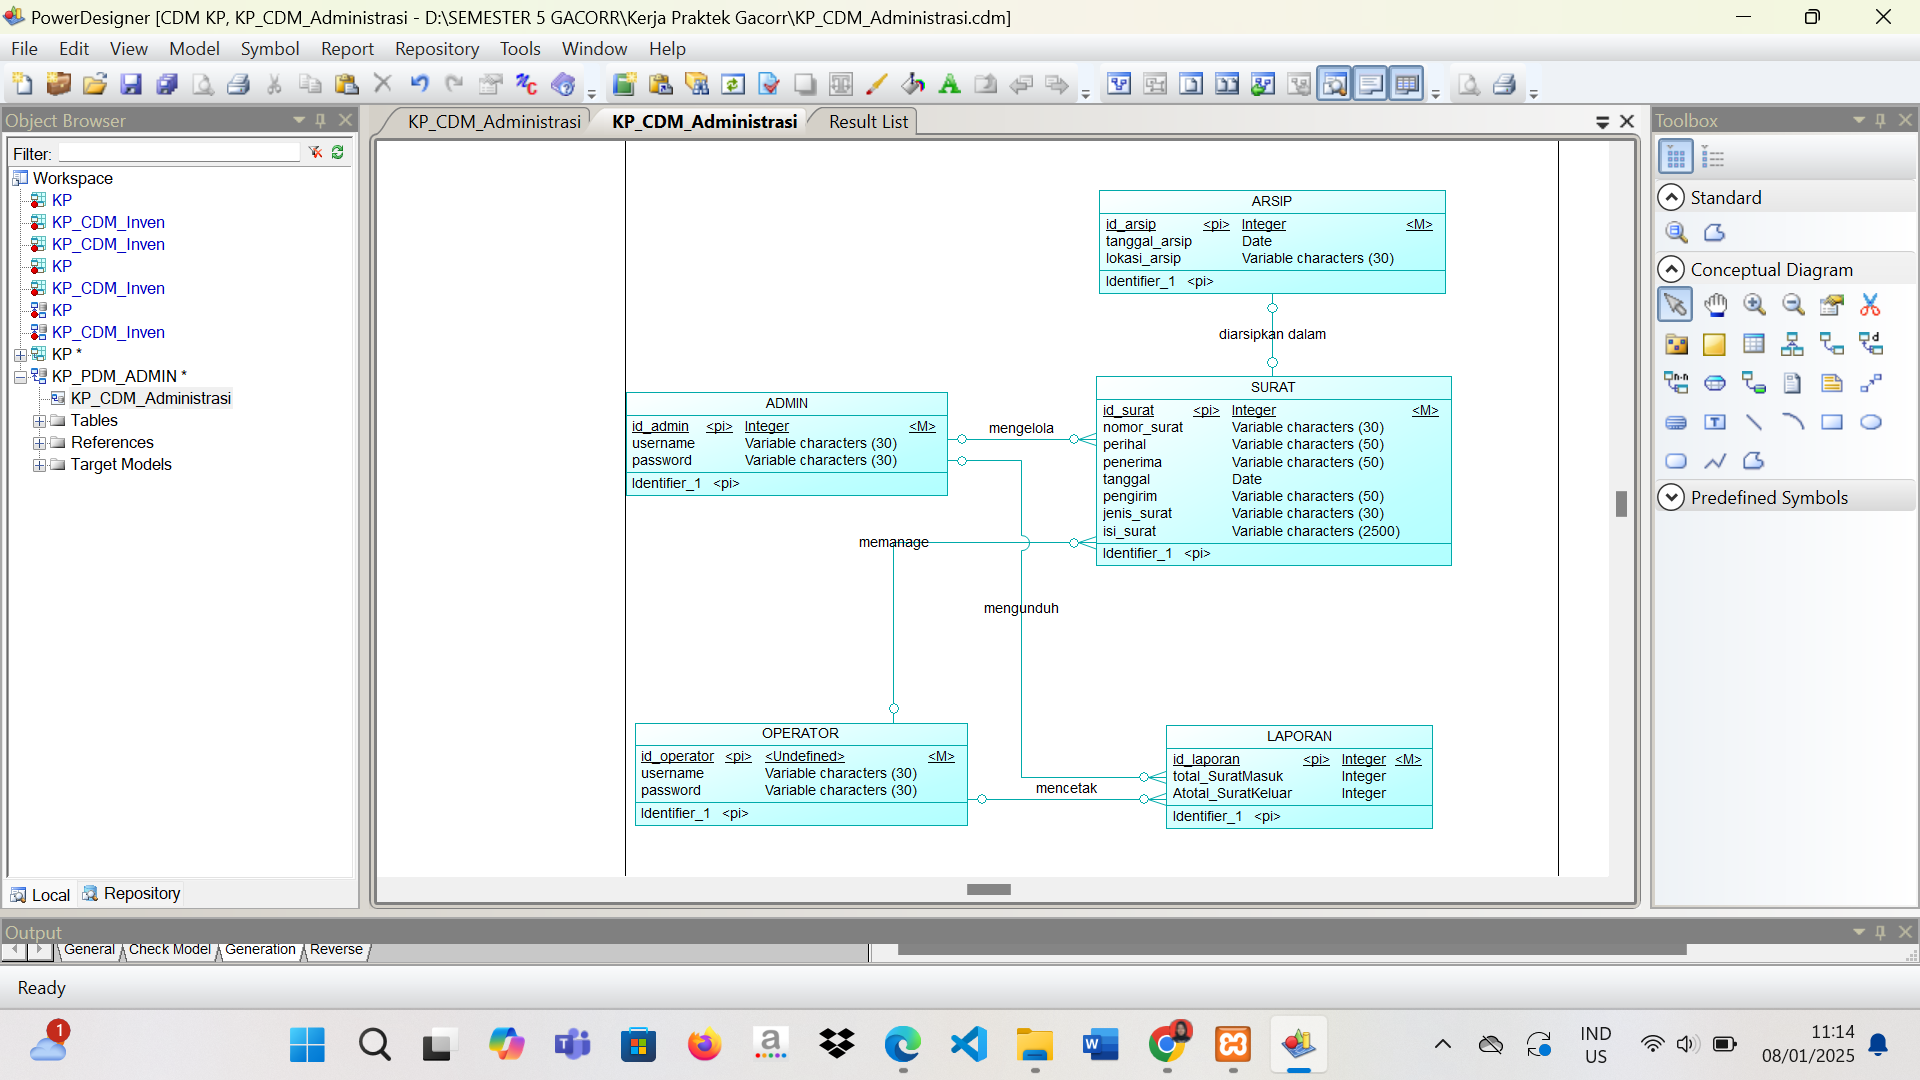 PowerDesigner [CDM KP, KP_CDM_Administrasi - D:\SEMESTER 5 GACORR\Kerja Praktek Gacorr\KP_CDM_Administrasi.cdm]
File Edit View Model Symbol Report Repository Tools Window Help
Object Browser
Filter:
Workspace
KP
KP_CDM_Inven
KP_CDM_Inven
KP
KP_CDM_Inven
KP
KP_CDM_Inven
KP *
KP_PDM_ADMIN *
KP_CDM_Administrasi
Tables
References
Target Models
Local Repository
KP_CDM_Administrasi KP_CDM_Administrasi Result List
ARSIP
id_arsip <pi> Integer <M>
tanggal_arsip Date
lokasi_arsip Variable characters (30)
Identifier_1 <pi>
diarsipkan dalam
SURAT
id_surat <pi> Integer <M>
nomor_surat Variable characters (30)
perihal Variable characters (50)
penerima Variable characters (50)
tanggal Date
pengirim Variable characters (50)
jenis_surat Variable characters (30)
isi_surat Variable characters (2500)
Identifier_1 <pi>
ADMIN
id_admin <pi> Integer <M>
username Variable characters (30)
password Variable characters (30)
Identifier_1 <pi>
mengelola
memanage
mengunduh
OPERATOR
id_operator <pi> <Undefined> <M>
username Variable characters (30)
password Variable characters (30)
Identifier_1 <pi>
mencetak
LAPORAN
id_laporan <pi> Integer <M>
total_SuratMasuk Integer
Atotal_SuratKeluar Integer
Identifier_1 <pi>
Toolbox
Standard
Conceptual Diagram
Predefined Symbols
Output
General Check Model Generation Reverse
Ready
1
IND
US
11:14
08/01/2025